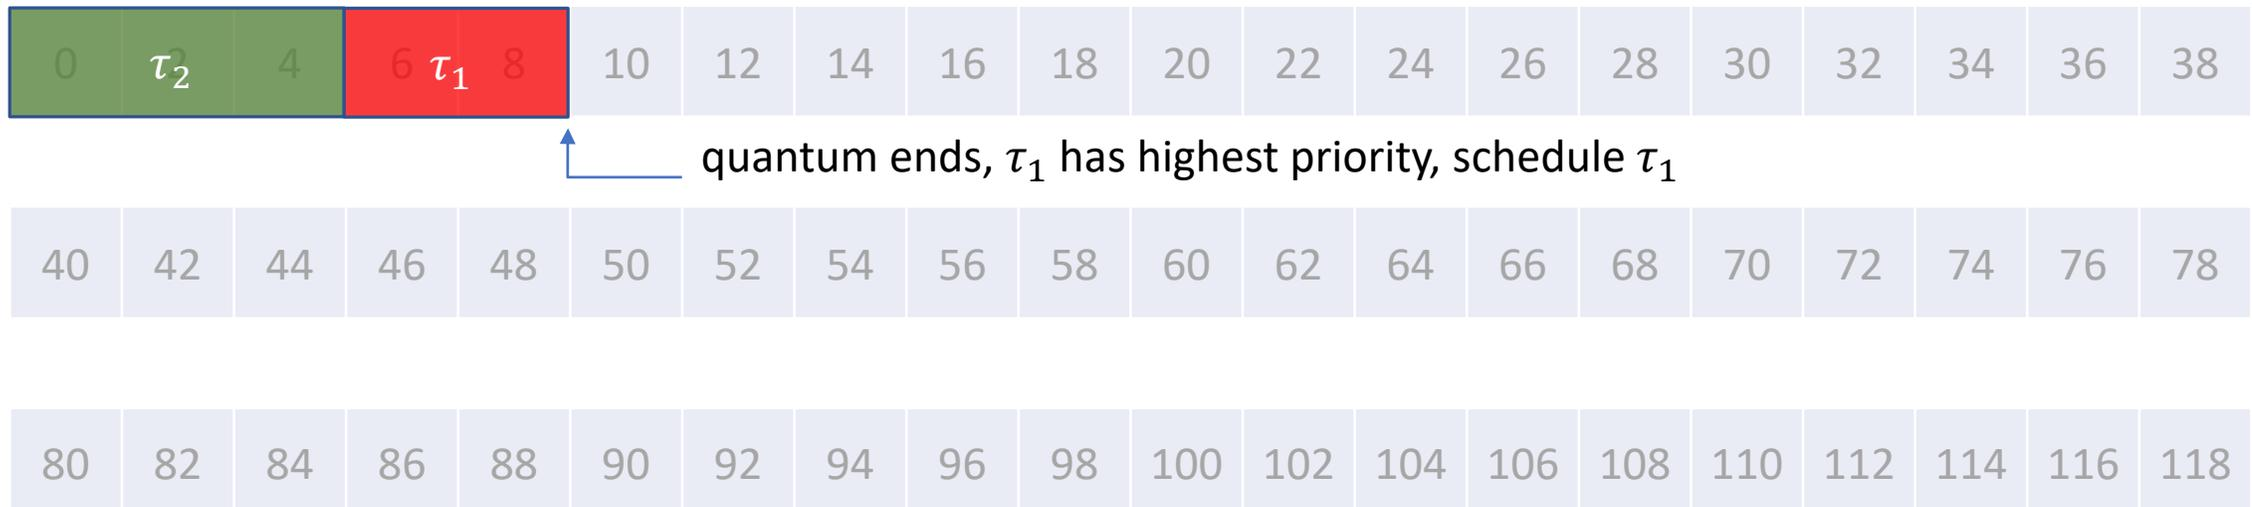 0 2 4 6 8 10 12 14 16 18 20 22 24 26 28 30 32 34 36 38
τ₂ τ₁
quantum ends, τ₁ has highest priority, schedule τ₁
40 42 44 46 48 50 52 54 56 58 60 62 64 66 68 70 72 74 76 78
80 82 84 86 88 90 92 94 96 98 100 102 104 106 108 110 112 114 116 118